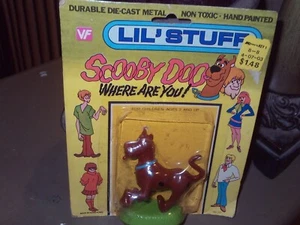 DURABLE DIE-CAST METAL • NON TOXIC • HAND PAINTED
VF
LIL' STUFF
SCOOBY DOO
WHERE ARE YOU!
$1.48